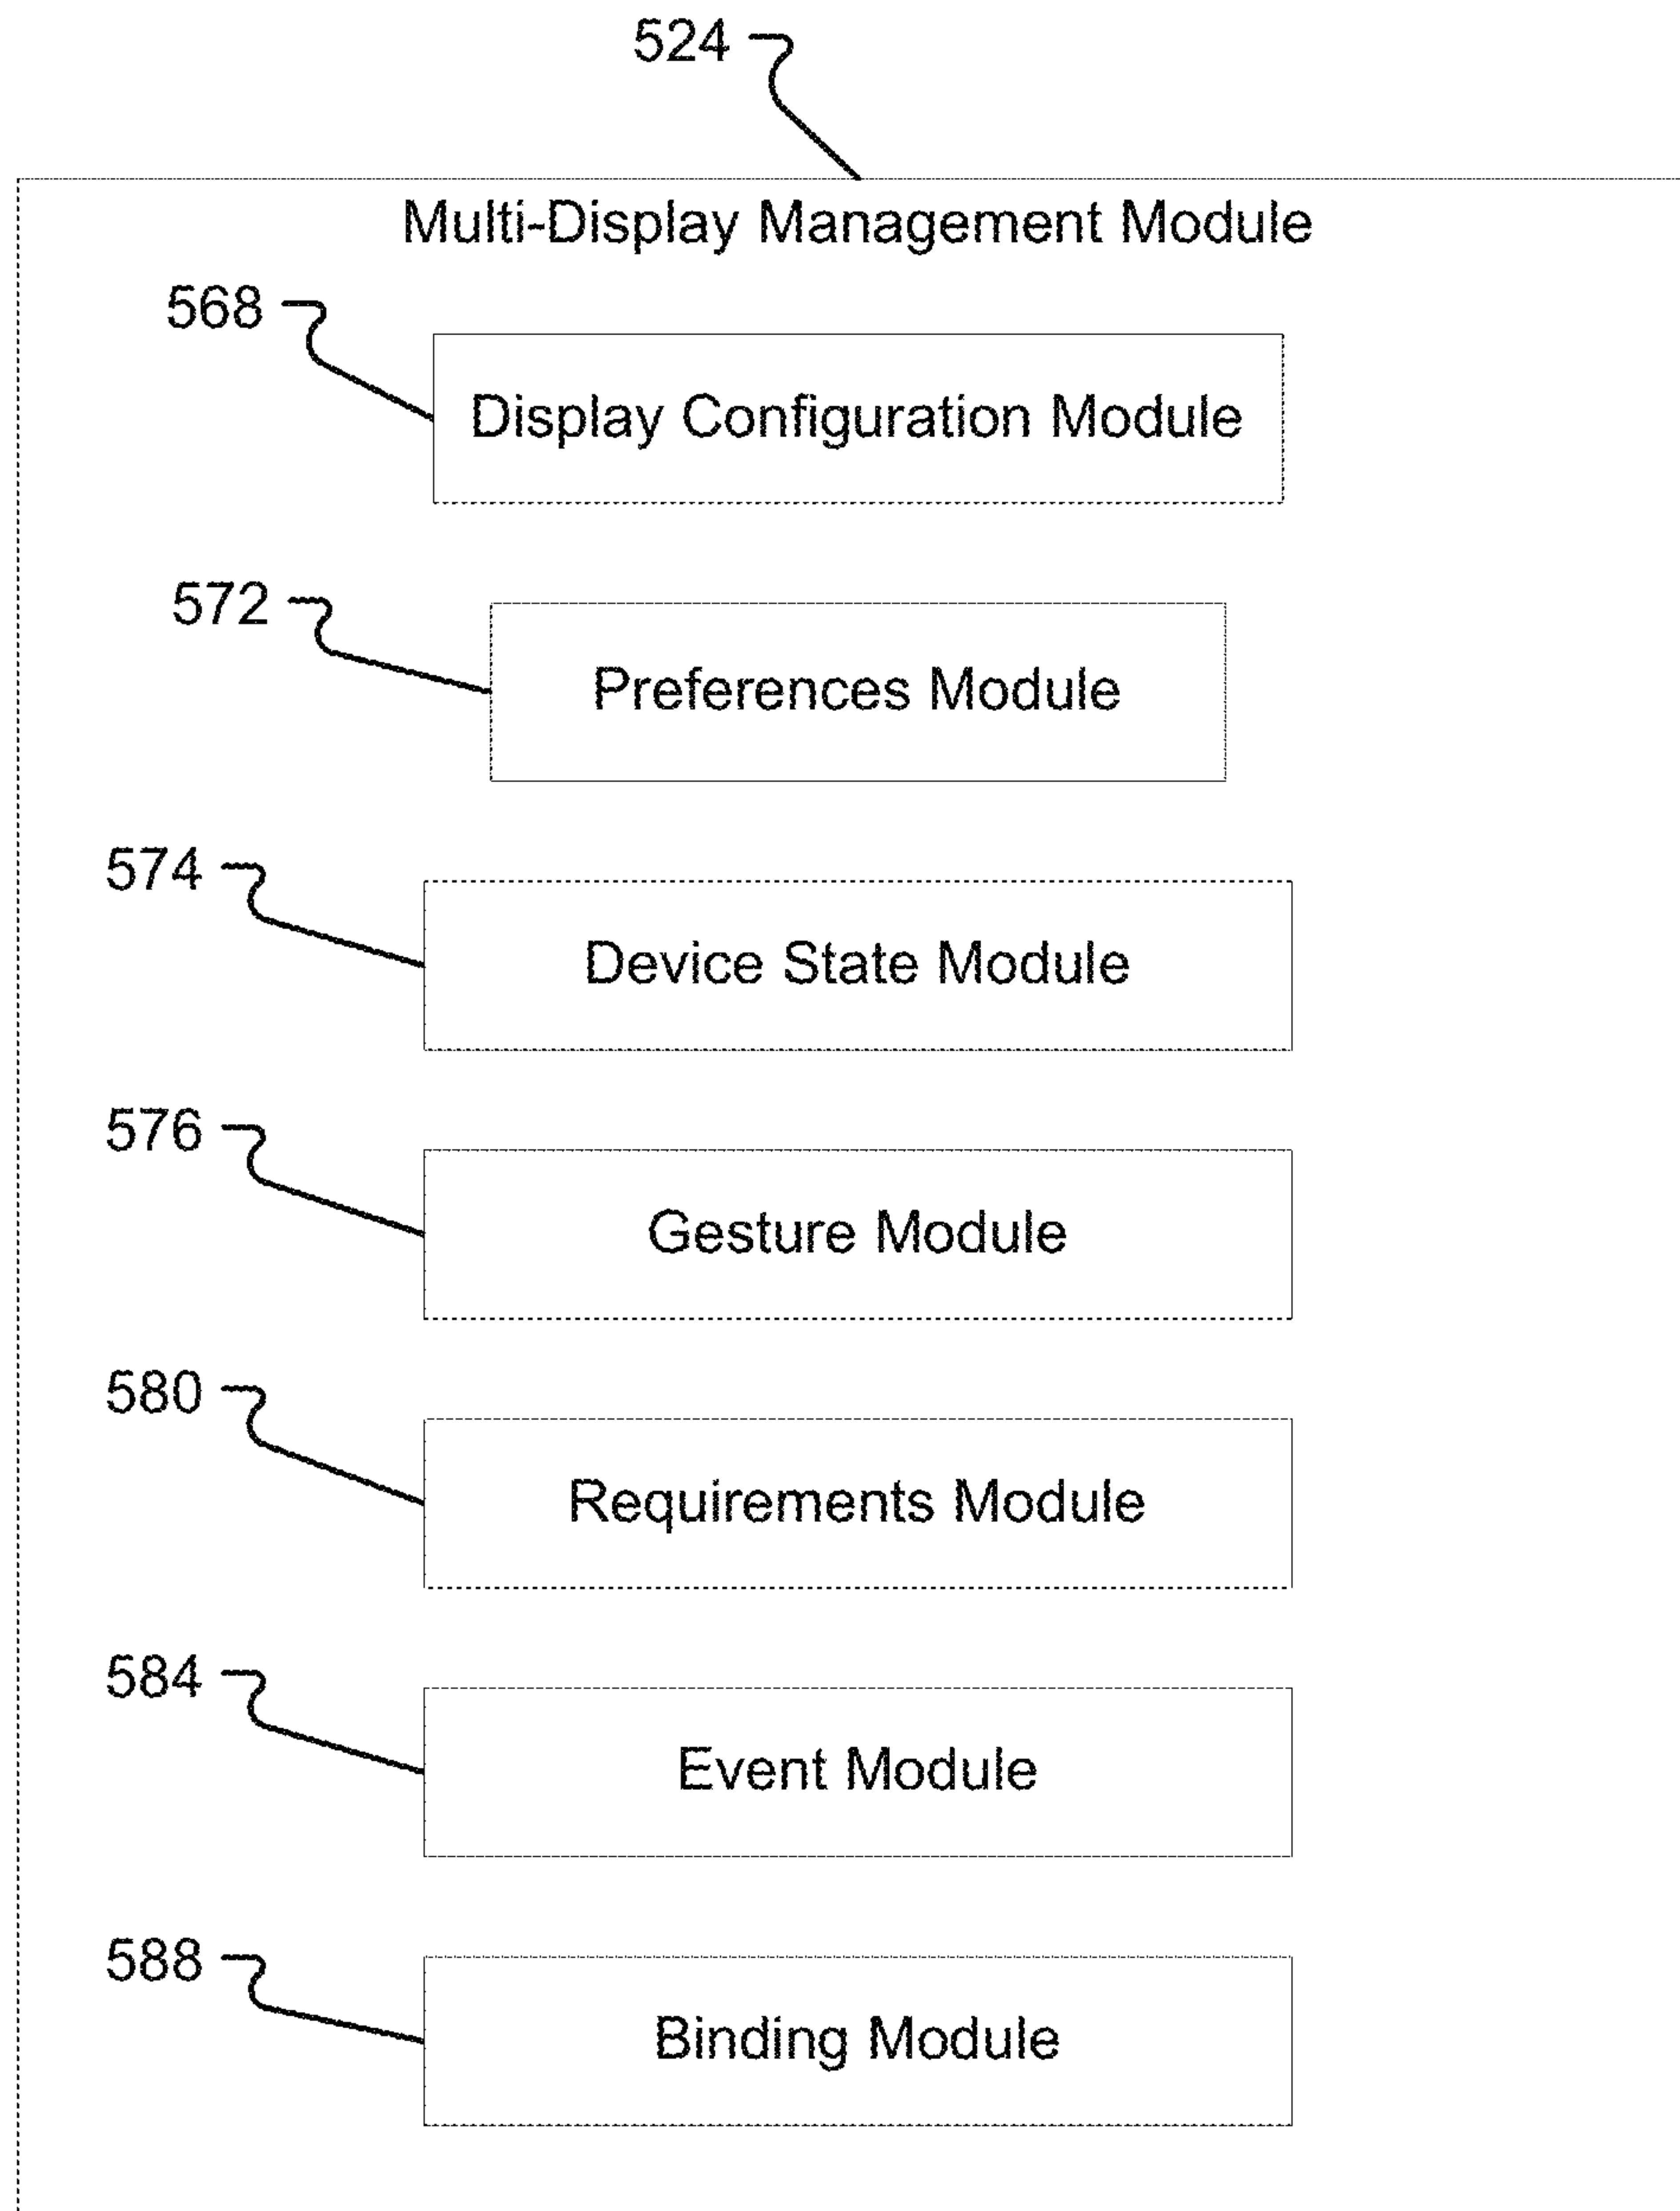 524
Multi-Display Management Module
568
Display Configuration Module
572
Preferences Module
574
Device State Module
576
Gesture Module
580
Requirements Module
584
Event Module
588
Binding Module